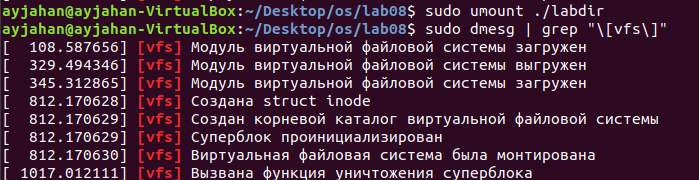 ayjahan@ayjahan-VirtualBox:~/Desktop/os/lab08$ sudo umount ./labdir
ayjahan@ayjahan-VirtualBox:~/Desktop/os/lab08$ sudo dmesg | grep "\[vfs\]"
[  108.587656] [vfs] Модуль виртуальной файловой системы загружен
[  329.494346] [vfs] Модуль виртуальной файловой системы выгружен
[  345.312865] [vfs] Модуль виртуальной файловой системы загружен
[  812.170628] [vfs] Создана struct inode
[  812.170629] [vfs] Создан корневой каталог виртуальной файловой системы
[  812.170629] [vfs] Суперблок проинициализирован
[  812.170630] [vfs] Виртуальная файловая система была монтирована
[ 1017.012111] [vfs] Вызвана функция уничтожения суперблока